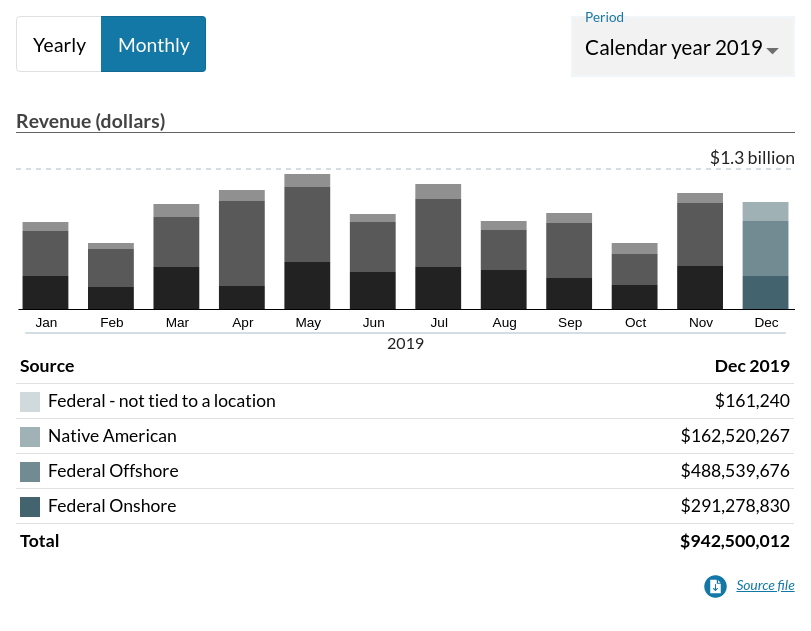 Yearly Monthly
Period
Calendar year 2019
Revenue (dollars)
$1.3 billion
Jan Feb Mar Apr May Jun Jul Aug Sep Oct Nov Dec
2019
Source Dec 2019
Federal - not tied to a location $161,240
Native American $162,520,267
Federal Offshore $488,539,676
Federal Onshore $291,278,830
Total $942,500,012
Source file